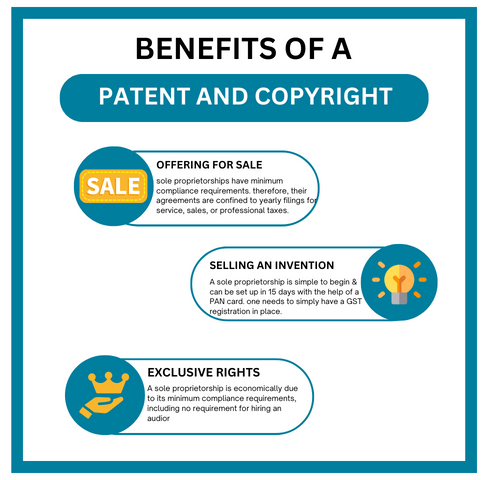 BENEFITS OF A
PATENT AND COPYRIGHT
SALE
OFFERING FOR SALE
sole proprietorships have minimum
compliance requirements. therefore, their
agreements are confined to yearly filings for
service, sales, or professional taxes.
SELLING AN INVENTION
A sole proprietorship is simple to begin &
can be set up in 15 days with the help of a
PAN card. one needs to simply have a GST
registration in place.
EXCLUSIVE RIGHTS
A sole proprietorship is economically due
to its minimum compliance requirements,
including no requirement for hiring an
audior